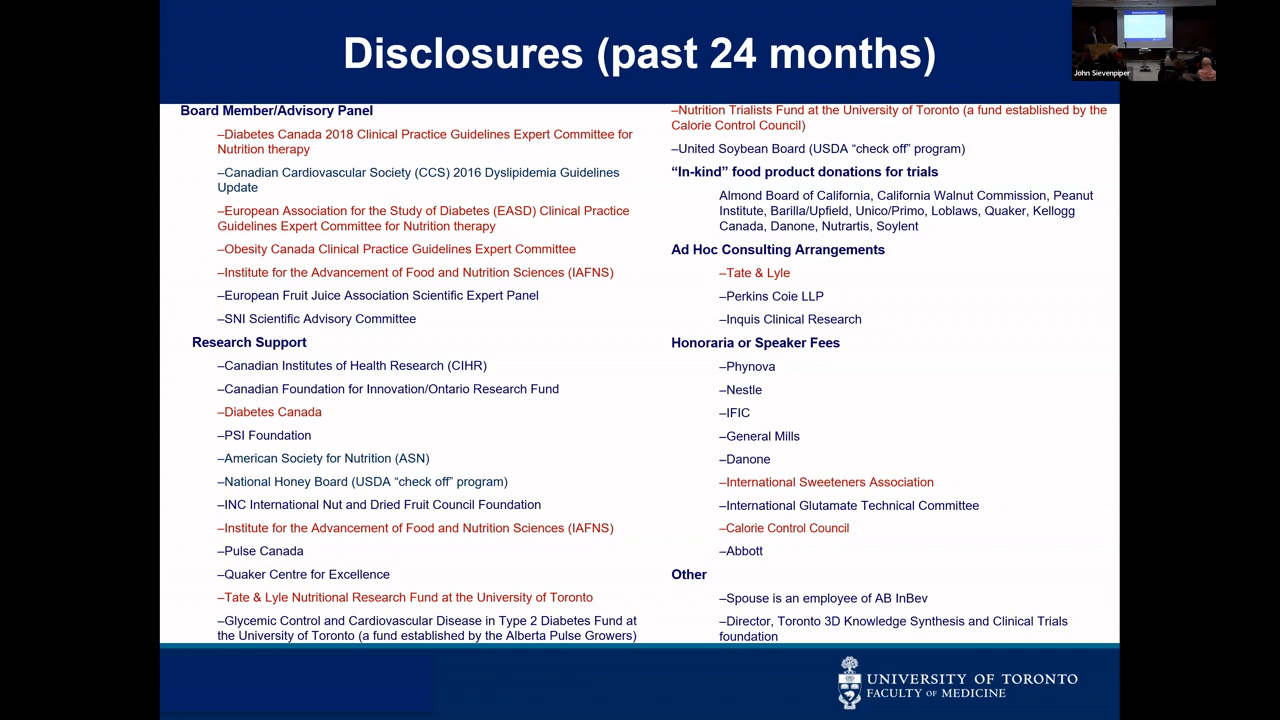 Disclosures (past 24 months)
John Sievenpiper
Board Member/Advisory Panel
–Diabetes Canada 2018 Clinical Practice Guidelines Expert Committee for
Nutrition therapy
–Canadian Cardiovascular Society (CCS) 2016 Dyslipidemia Guidelines
Update
–European Association for the Study of Diabetes (EASD) Clinical Practice
Guidelines Expert Committee for Nutrition therapy
–Obesity Canada Clinical Practice Guidelines Expert Committee
–Institute for the Advancement of Food and Nutrition Sciences (IAFNS)
–European Fruit Juice Association Scientific Expert Panel
–SNI Scientific Advisory Committee
Research Support
–Canadian Institutes of Health Research (CIHR)
–Canadian Foundation for Innovation/Ontario Research Fund
–Diabetes Canada
–PSI Foundation
–American Society for Nutrition (ASN)
–National Honey Board (USDA “check off” program)
–INC International Nut and Dried Fruit Council Foundation
–Institute for the Advancement of Food and Nutrition Sciences (IAFNS)
–Pulse Canada
–Quaker Centre for Excellence
–Tate & Lyle Nutritional Research Fund at the University of Toronto
–Glycemic Control and Cardiovascular Disease in Type 2 Diabetes Fund at
the University of Toronto (a fund established by the Alberta Pulse Growers)
–Nutrition Trialists Fund at the University of Toronto (a fund established by the
Calorie Control Council)
–United Soybean Board (USDA “check off” program)
“In-kind” food product donations for trials
Almond Board of California, California Walnut Commission, Peanut
Institute, Barilla/Upfield, Unico/Primo, Loblaws, Quaker, Kellogg
Canada, Danone, Nutrartis, Soylent
Ad Hoc Consulting Arrangements
–Tate & Lyle
–Perkins Coie LLP
–Inquis Clinical Research
Honoraria or Speaker Fees
–Phynova
–Nestle
–IFIC
–General Mills
–Danone
–International Sweeteners Association
–International Glutamate Technical Committee
–Calorie Control Council
–Abbott
Other
–Spouse is an employee of AB InBev
–Director, Toronto 3D Knowledge Synthesis and Clinical Trials
foundation
UNIVERSITY OF TORONTO
FACULTY OF MEDICINE